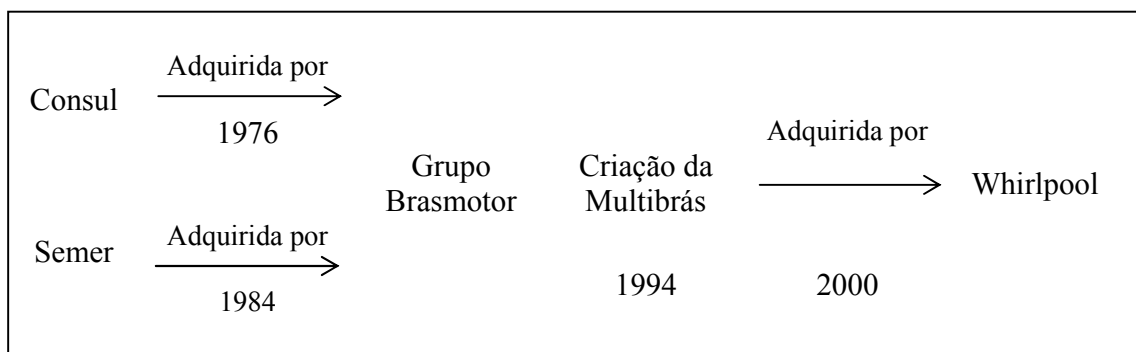 Consul
Adquirida por
1976
Semer
Adquirida por
1984
Grupo
Brasmotor
Criação da
Multibrás
1994
Adquirida por
2000
Whirlpool